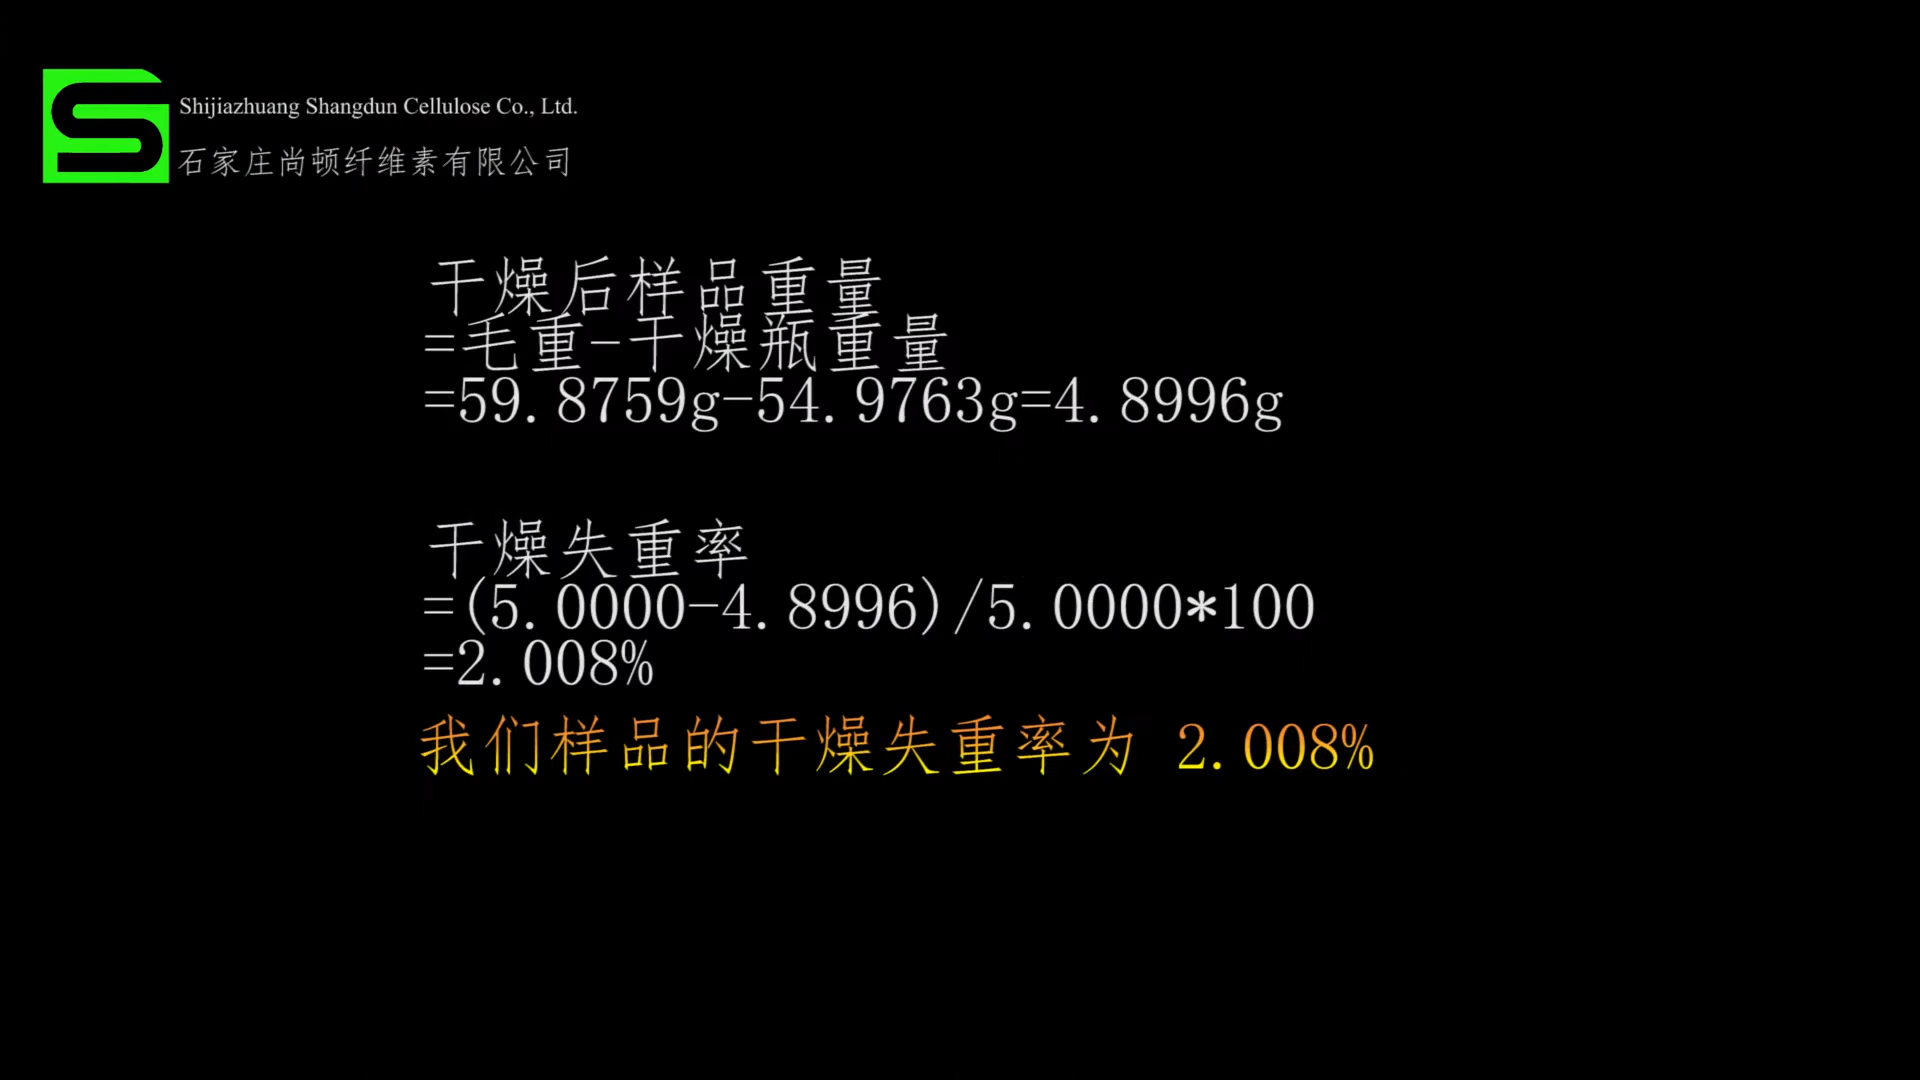 Shijiazhuang Shangdun Cellulose Co., Ltd.
石家庄尚顿纤维素有限公司
干燥后样品重量
=毛重-干燥瓶重量
=59.8759g-54.9763g=4.8996g
干燥失重率
=(5.0000-4.8996)/5.0000*100
=2.008%
我们样品的干燥失重率为 2.008%